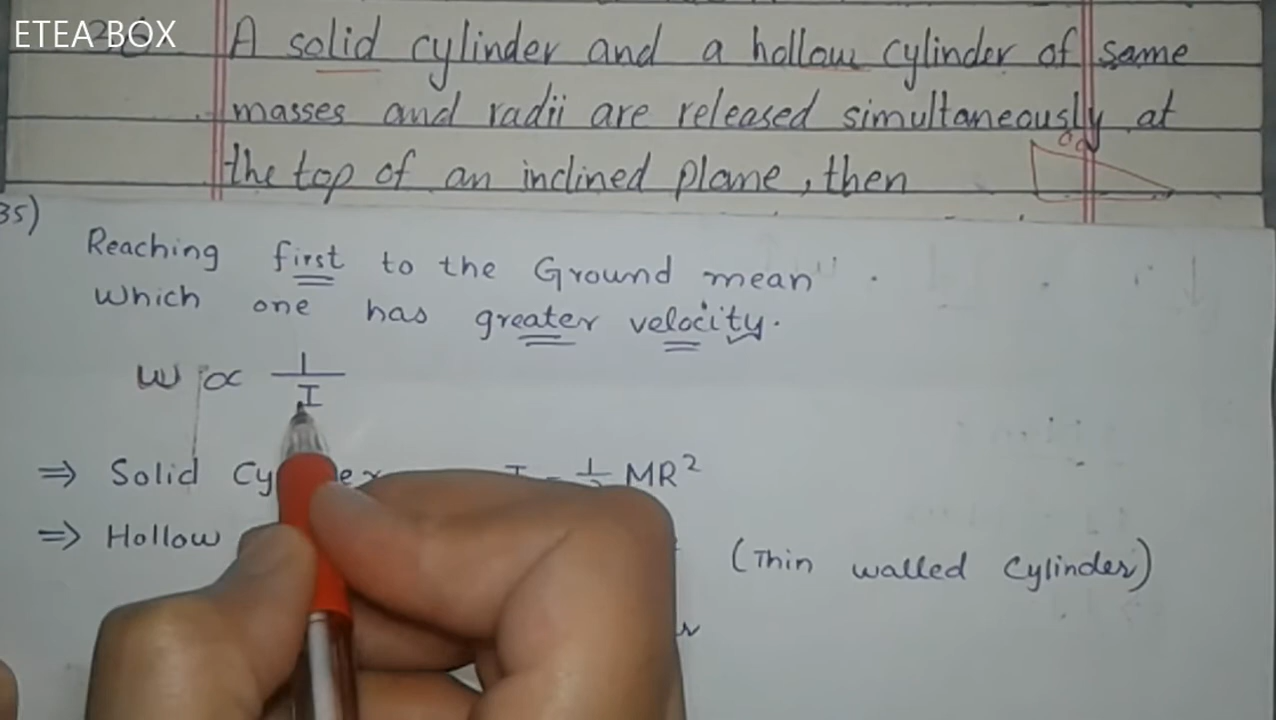 ETEA BOX
A solid cylinder and a hollow cylinder of same
masses and radii are released simultaneously at
the top of an inclined plane, then
35)
Reaching first to the Ground mean"
Which one has greater velocity.
W ∝ 1/I
⇒ Solid MR²
⇒ Hollow (Thin walled Cylinder)